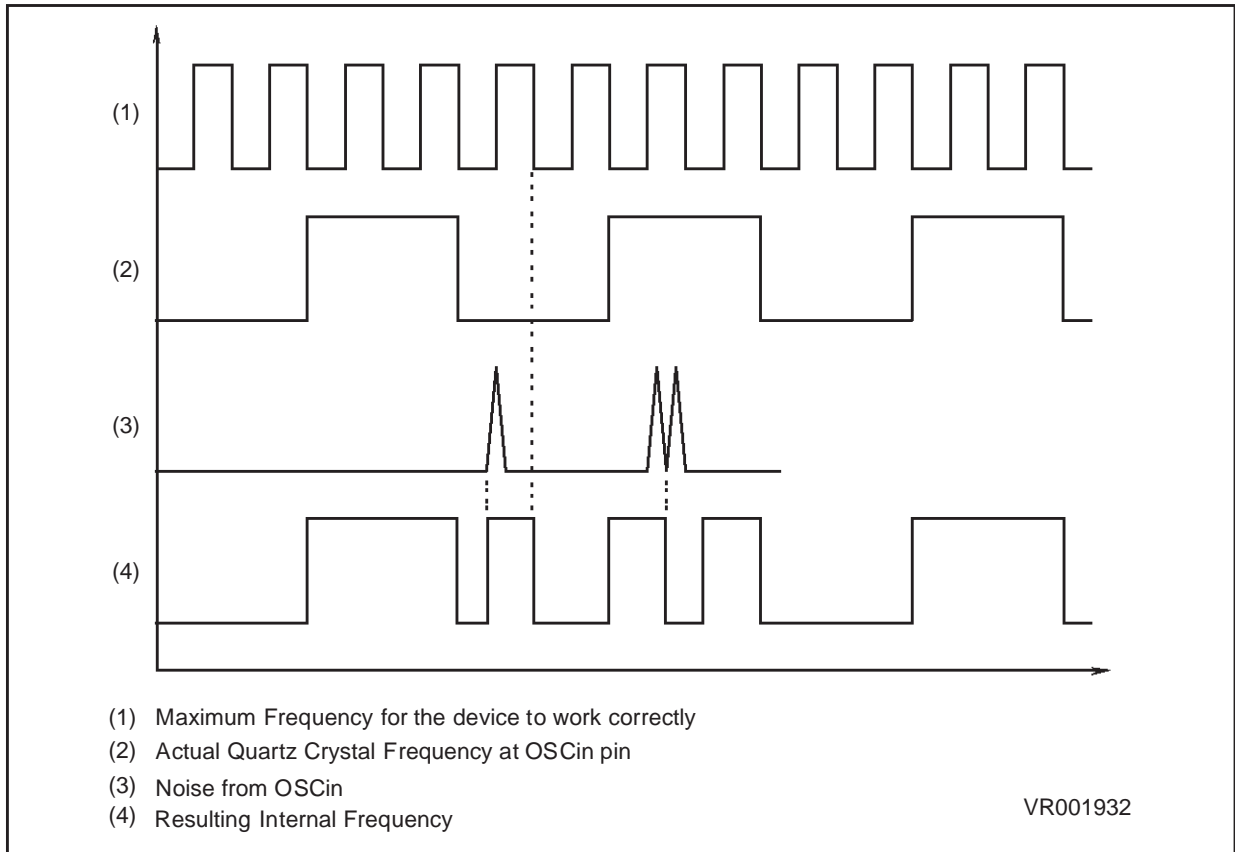 (1)
(2)
(3)
(4)
(1) Maximum Frequency for the device to work correctly
(2) Actual Quartz Crystal Frequency at OSCin pin
(3) Noise from OSCin
(4) Resulting Internal Frequency
VR001932